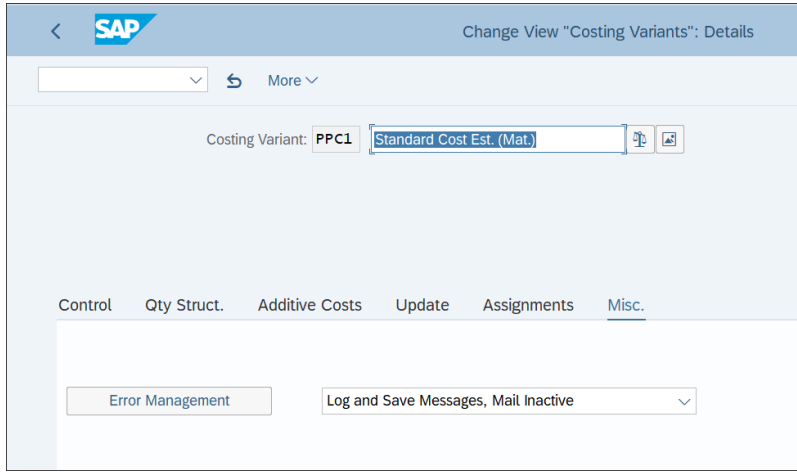 SAP
Change View "Costing Variants": Details
More
Costing Variant: PPC1 Standard Cost Est. (Mat.)
Control Qty Struct. Additive Costs Update Assignments Misc.
Error Management Log and Save Messages, Mail Inactive